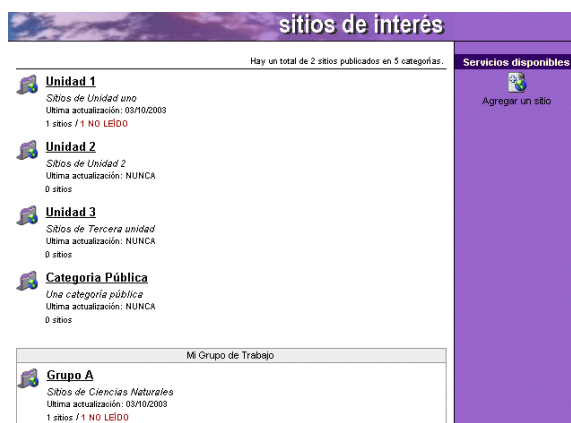 sitios de interés
Hay un total de 2 sitios publicados en 5 categorías.
Servicios disponibles
Agregar un sitio
Unidad 1
Sitios de Unidad uno
Ultima actualización: 03/10/2003
1 sitios / 1 NO LEÍDO
Unidad 2
Sitios de Unidad 2
Ultima actualización: NUNCA
0 sitios
Unidad 3
Sitios de Tercera unidad
Ultima actualización: NUNCA
0 sitios
Categoria Pública
Una categoría pública
Ultima actualización: NUNCA
0 sitios
Mi Grupo de Trabajo
Grupo A
Sitios de Ciencias Naturales
Ultima actualización: 03/10/2003
1 sitios / 1 NO LEÍDO